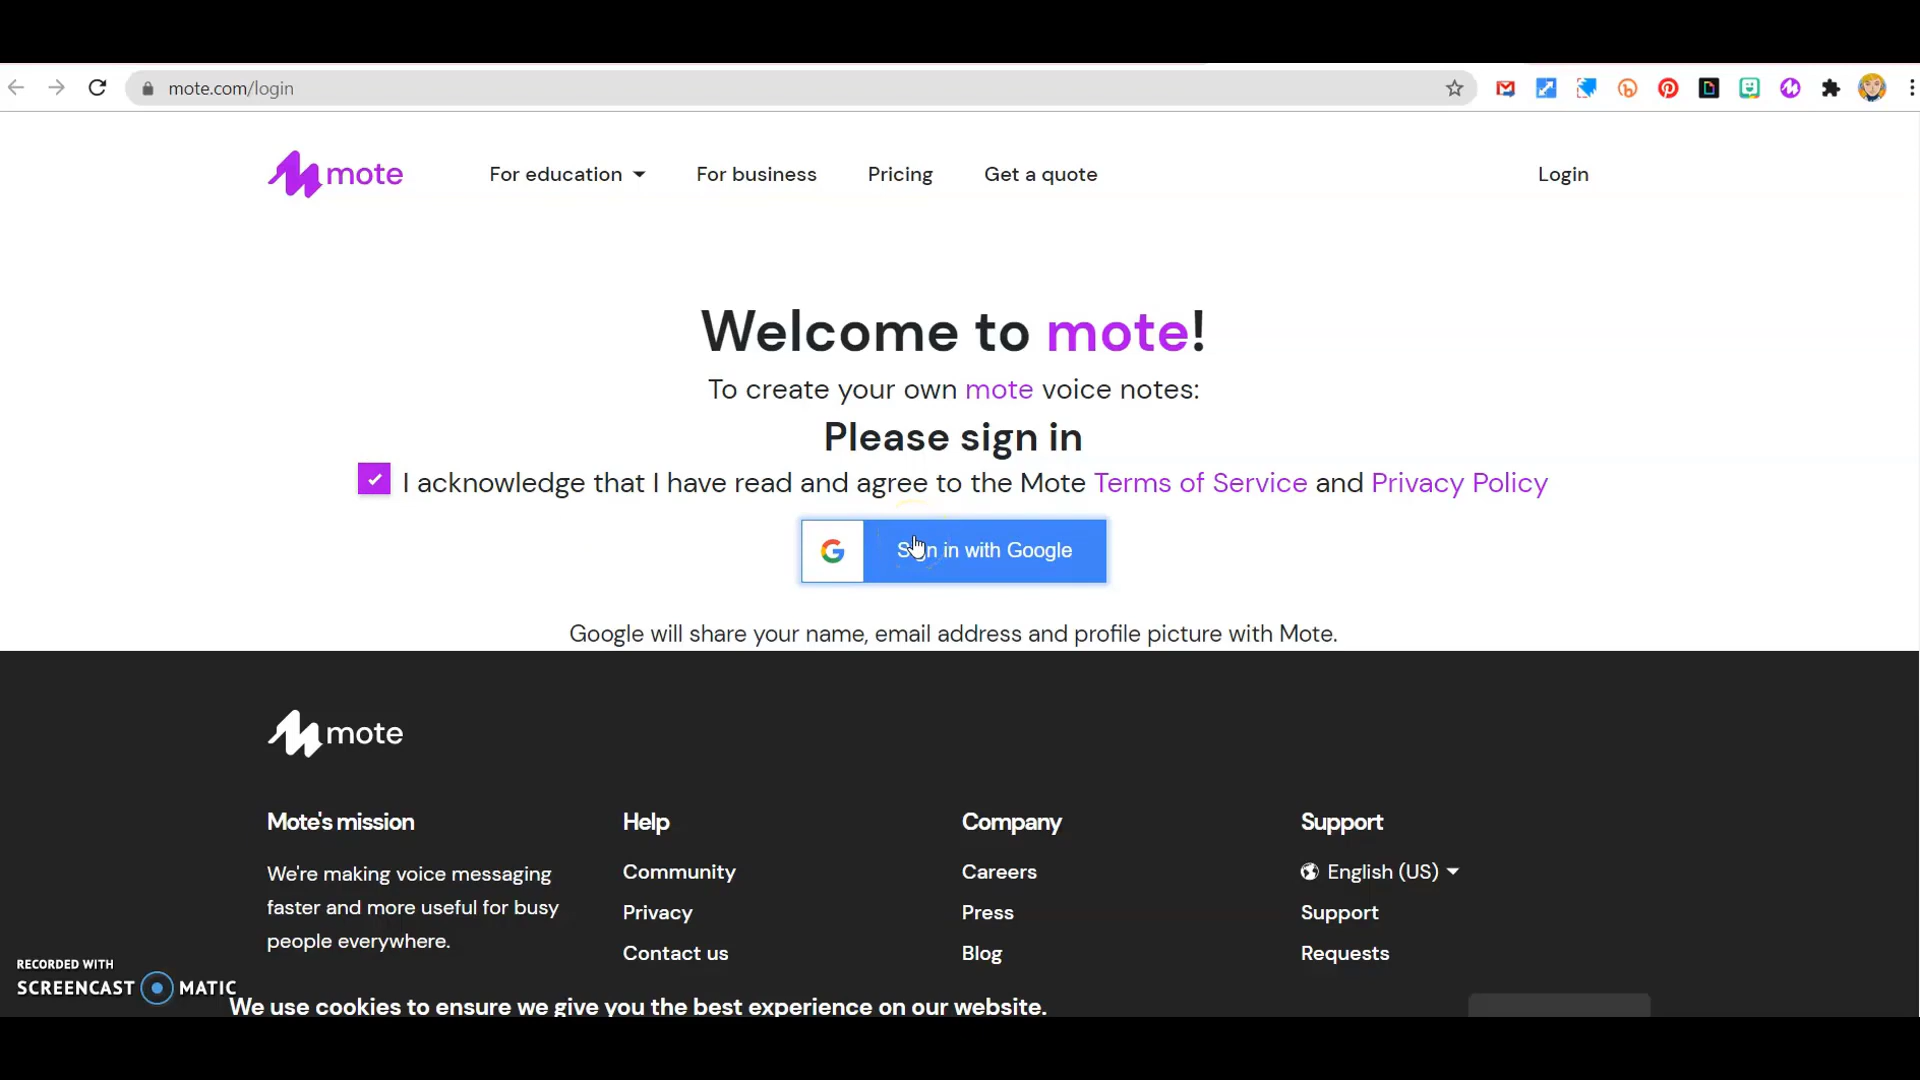 mote.com/login
mote
For education
For business
Pricing
Get a quote
Login
Welcome to mote!
To create your own mote voice notes:
Please sign in
I acknowledge that I have read and agree to the Mote Terms of Service and Privacy Policy
Sign in with Google
Google will share your name, email address and profile picture with Mote.
mote
Mote's mission
We're making voice messaging
faster and more useful for busy
people everywhere.
Help
Community
Privacy
Contact us
Company
Careers
Press
Blog
Support
English (US)
Support
Requests
RECORDED WITH
SCREENCAST MATIC
We use cookies to ensure we give you the best experience on our website.